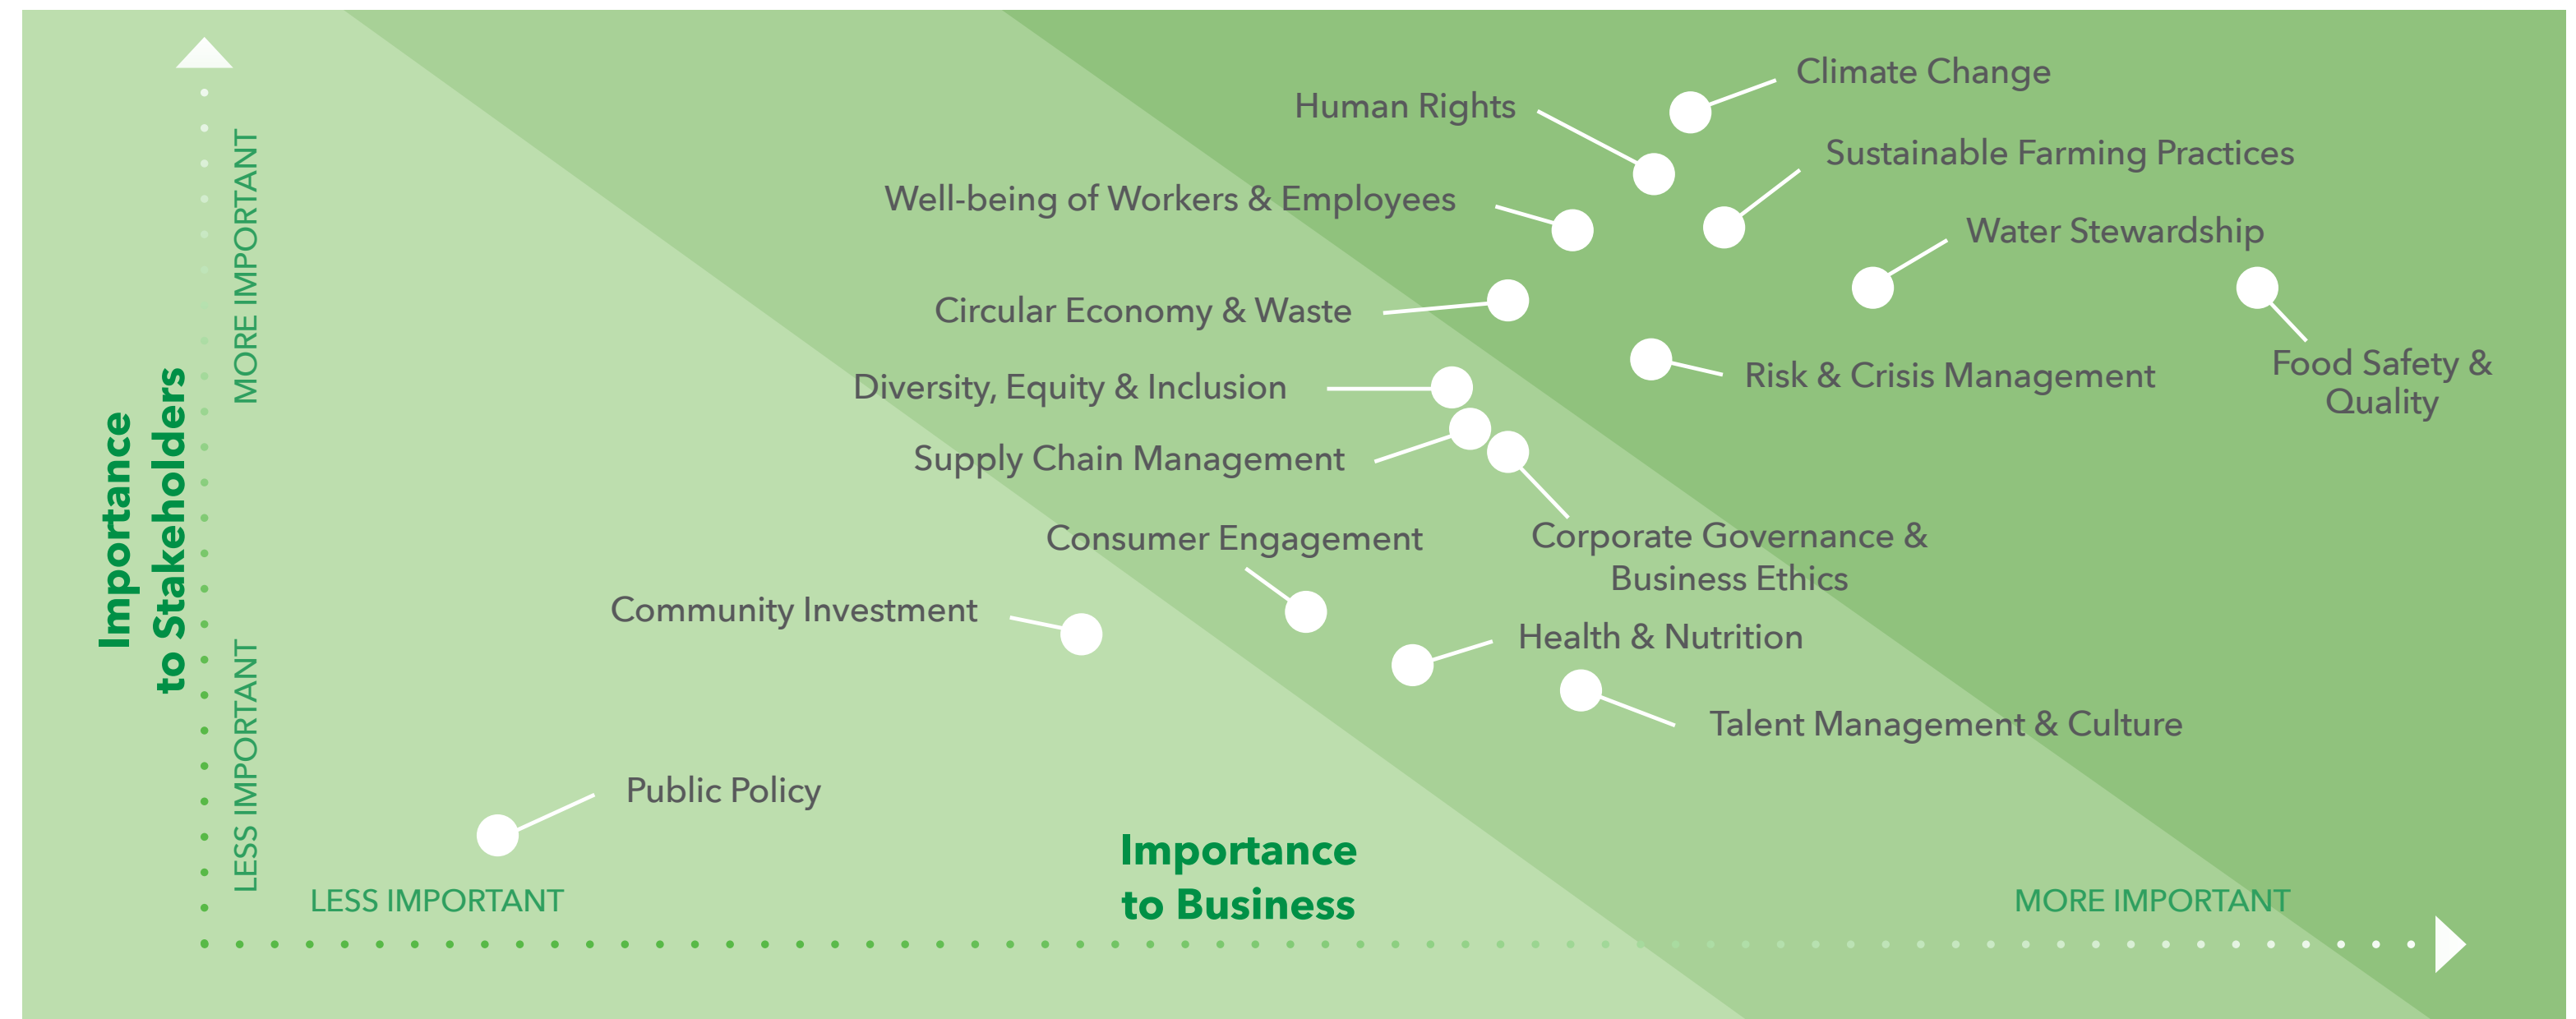 Climate Change
Human Rights
Sustainable Farming Practices
Well-being of Workers & Employees
Water Stewardship
Circular Economy & Waste
Risk & Crisis Management
Food Safety &
Quality
Diversity, Equity & Inclusion
Supply Chain Management
Corporate Governance &
Business Ethics
Consumer Engagement
Community Investment
Health & Nutrition
Talent Management & Culture
Public Policy
Importance
to Stakeholders
MORE IMPORTANT
LESS IMPORTANT
Importance
to Business
LESS IMPORTANT
MORE IMPORTANT